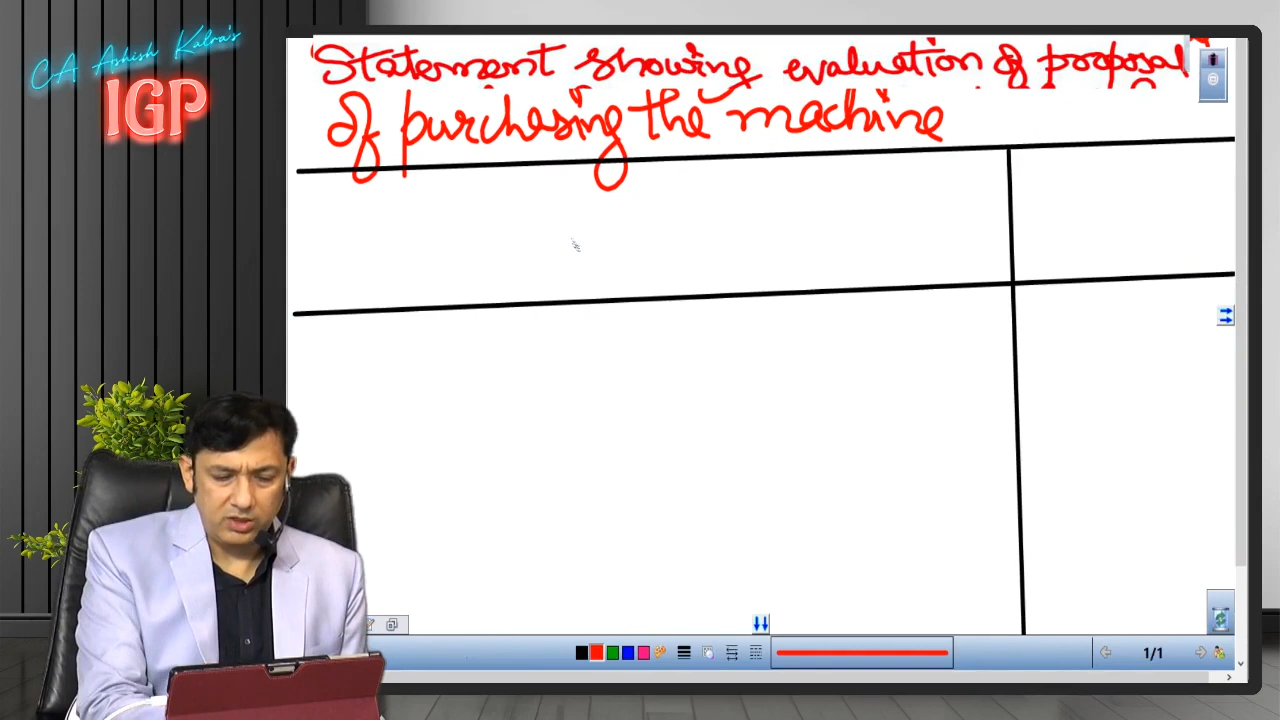 CA Ashish Kalra's
IGP
"Statement showing evaluation of proposal"
of purchasing the machine
1/1